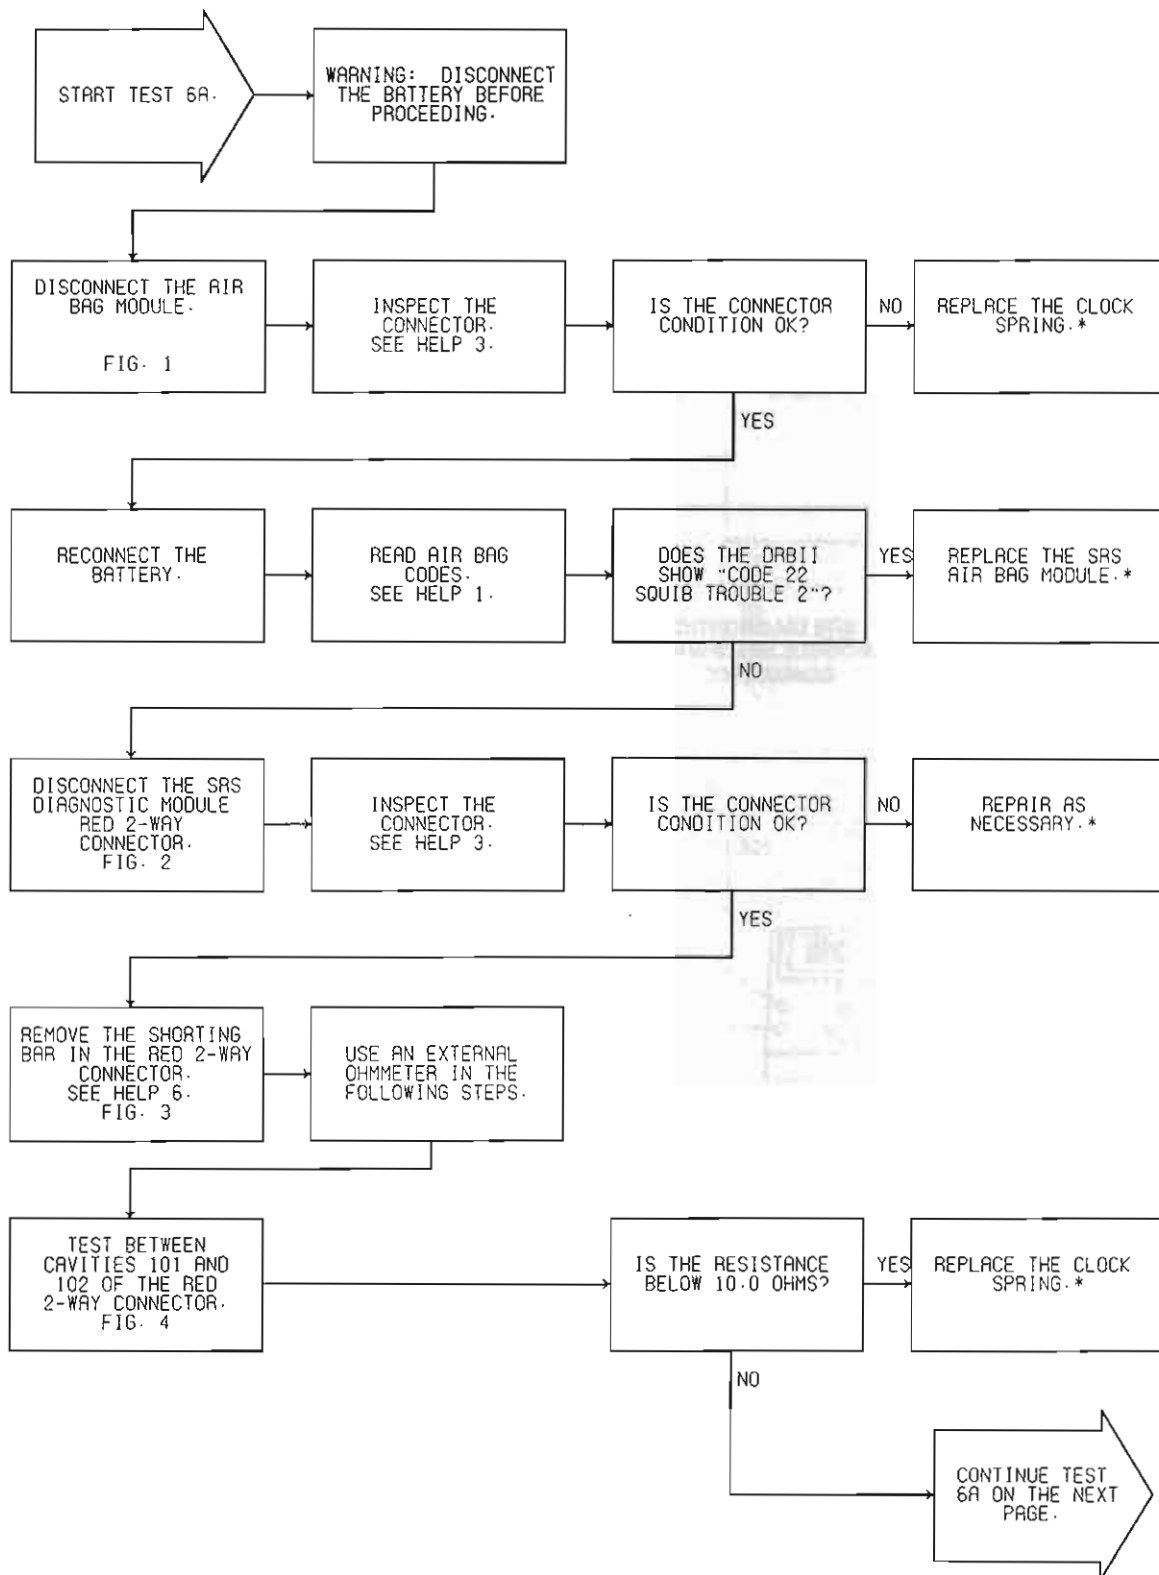 START TEST 6A.
WARNING: DISCONNECT
THE BATTERY BEFORE
PROCEEDING.
DISCONNECT THE AIR
BAG MODULE.
FIG. 1
INSPECT THE
CONNECTOR.
SEE HELP 3.
IS THE CONNECTOR
CONDITION OK?
NO
REPLACE THE CLOCK
SPRING.*
YES
RECONNECT THE
BATTERY.
READ AIR BAG
CODES.
SEE HELP 1.
DOES THE DRBII
SHOW "CODE 22
SQUIB TROUBLE 2"?
YES
REPLACE THE SRS
AIR BAG MODULE.*
NO
DISCONNECT THE SRS
DIAGNOSTIC MODULE
RED 2-WAY
CONNECTOR.
FIG. 2
INSPECT THE
CONNECTOR.
SEE HELP 3.
IS THE CONNECTOR
CONDITION OK?
NO
REPAIR AS
NECESSARY.*
YES
REMOVE THE SHORTING
BAR IN THE RED 2-WAY
CONNECTOR.
SEE HELP 6.
FIG. 3
USE AN EXTERNAL
OHMMETER IN THE
FOLLOWING STEPS.
TEST BETWEEN
CAVITIES 101 AND
102 OF THE RED
2-WAY CONNECTOR.
FIG. 4
IS THE RESISTANCE
BELOW 10.0 OHMS?
YES
REPLACE THE CLOCK
SPRING.*
NO
CONTINUE TEST
6A ON THE NEXT
PAGE.